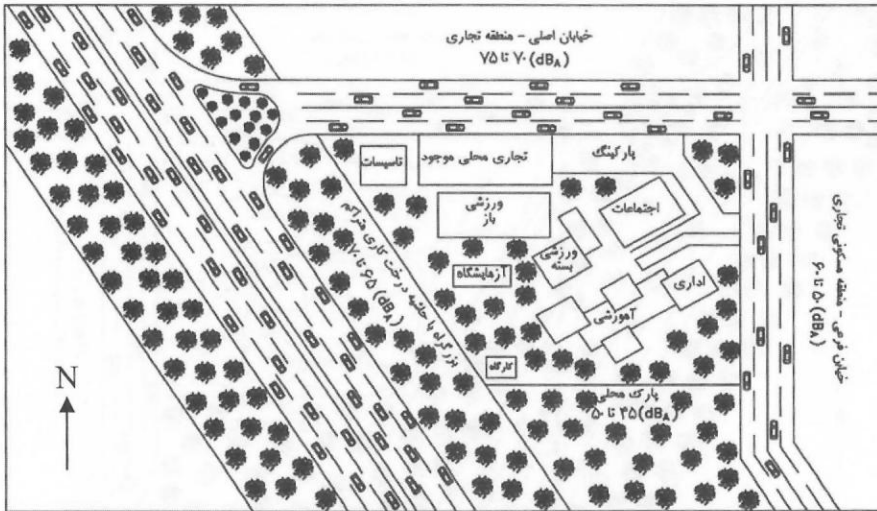 خیابان اصلی - منطقه تجاری
۷۰ تا ۷۵ (dBA)
تاسیسات
تجاری محلی موجود
پارکینگ
ورزشی
باز
اجتماعات
ورزشی
بسته
آزمایشگاه
اداری
آموزشی
کارگاه
بزرگراه با حاشیه درخت کاری متراکم
۶۵ تا ۷۰ (dBA)
خیابان فرعی - منطقه مسکونی تجاری
۵۰ تا ۶۰ (dBA)
پارک محلی
۴۵ تا ۵۰ (dBA)
N